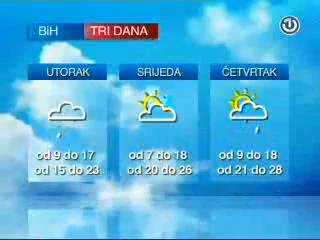 BiH TRI DANA
UTORAK SRIJEDA ČETVRTAK
od 9 do 17 od 7 do 18 od 9 do 18
od 15 do 23 od 20 do 26 od 21 do 28